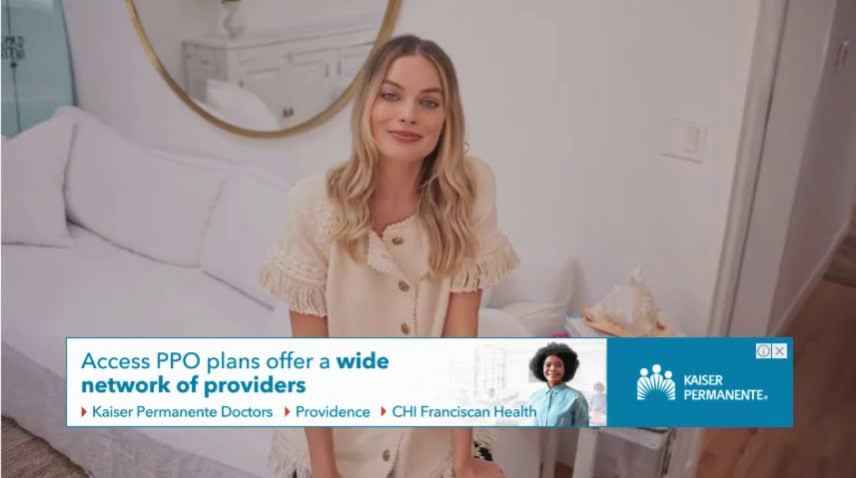 Access PPO plans offer a wide
network of providers
Kaiser Permanente Doctors Providence CHI Franciscan Health
KAISER
PERMANENTE®